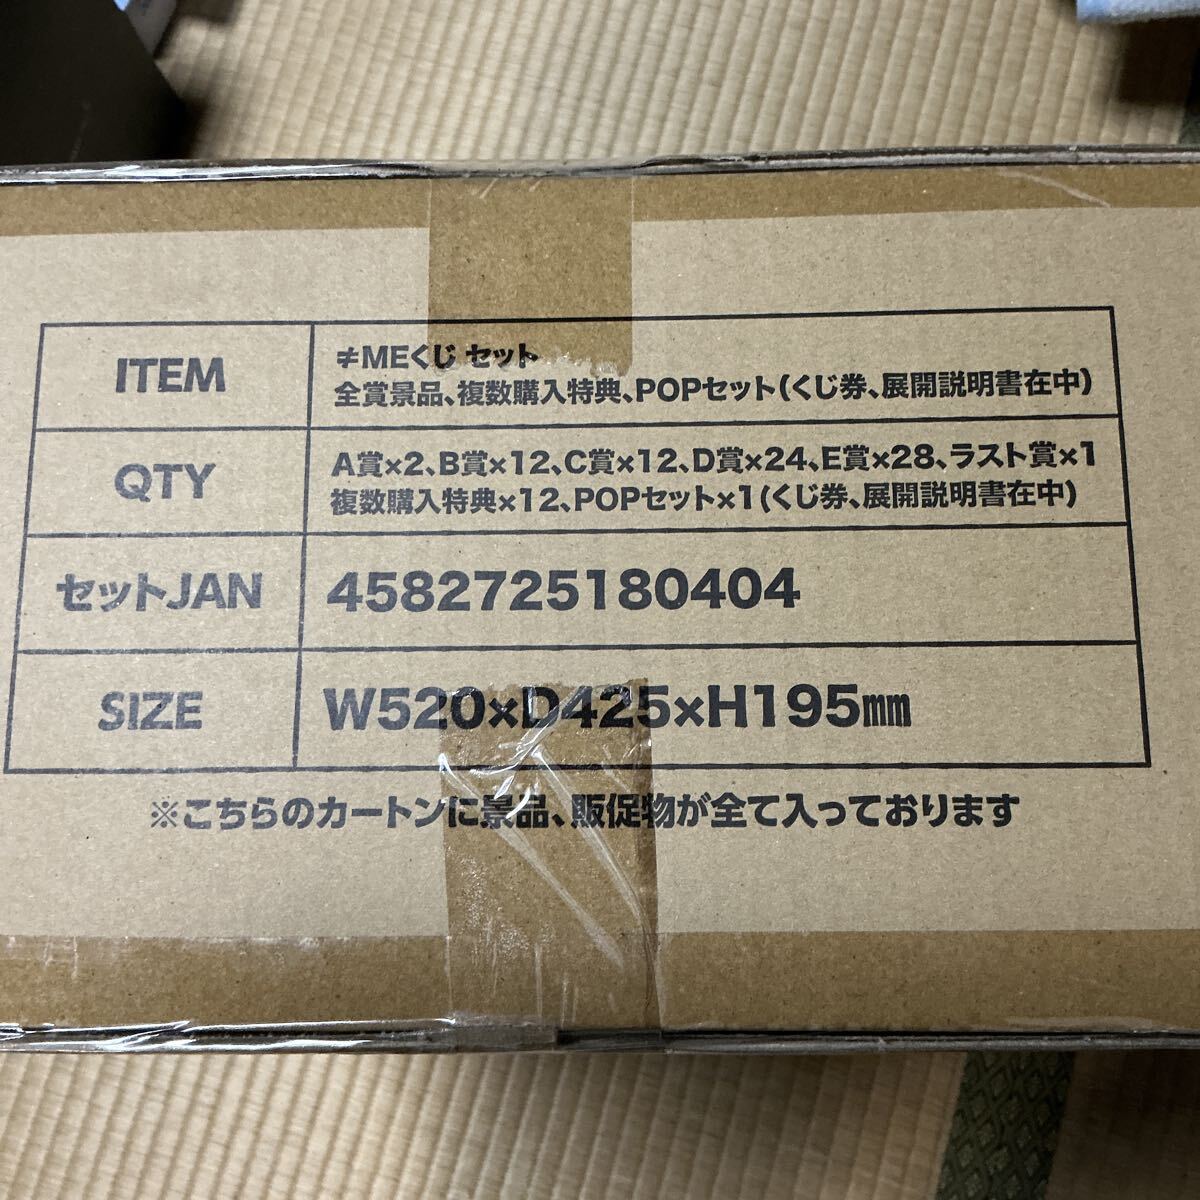 ITEM
≠MEくじ セット
全賞景品、複数購入特典、POPセット(くじ券、展開説明書在中)
QTY
A賞×2、B賞×12、C賞×12、D賞×24、E賞×28、ラスト賞×1
複数購入特典×12、POPセット×1(くじ券、展開説明書在中)
セットJAN
4582725180404
SIZE
W520×D425×H195㎜
※こちらのカートンに景品、販促物が全て入っております